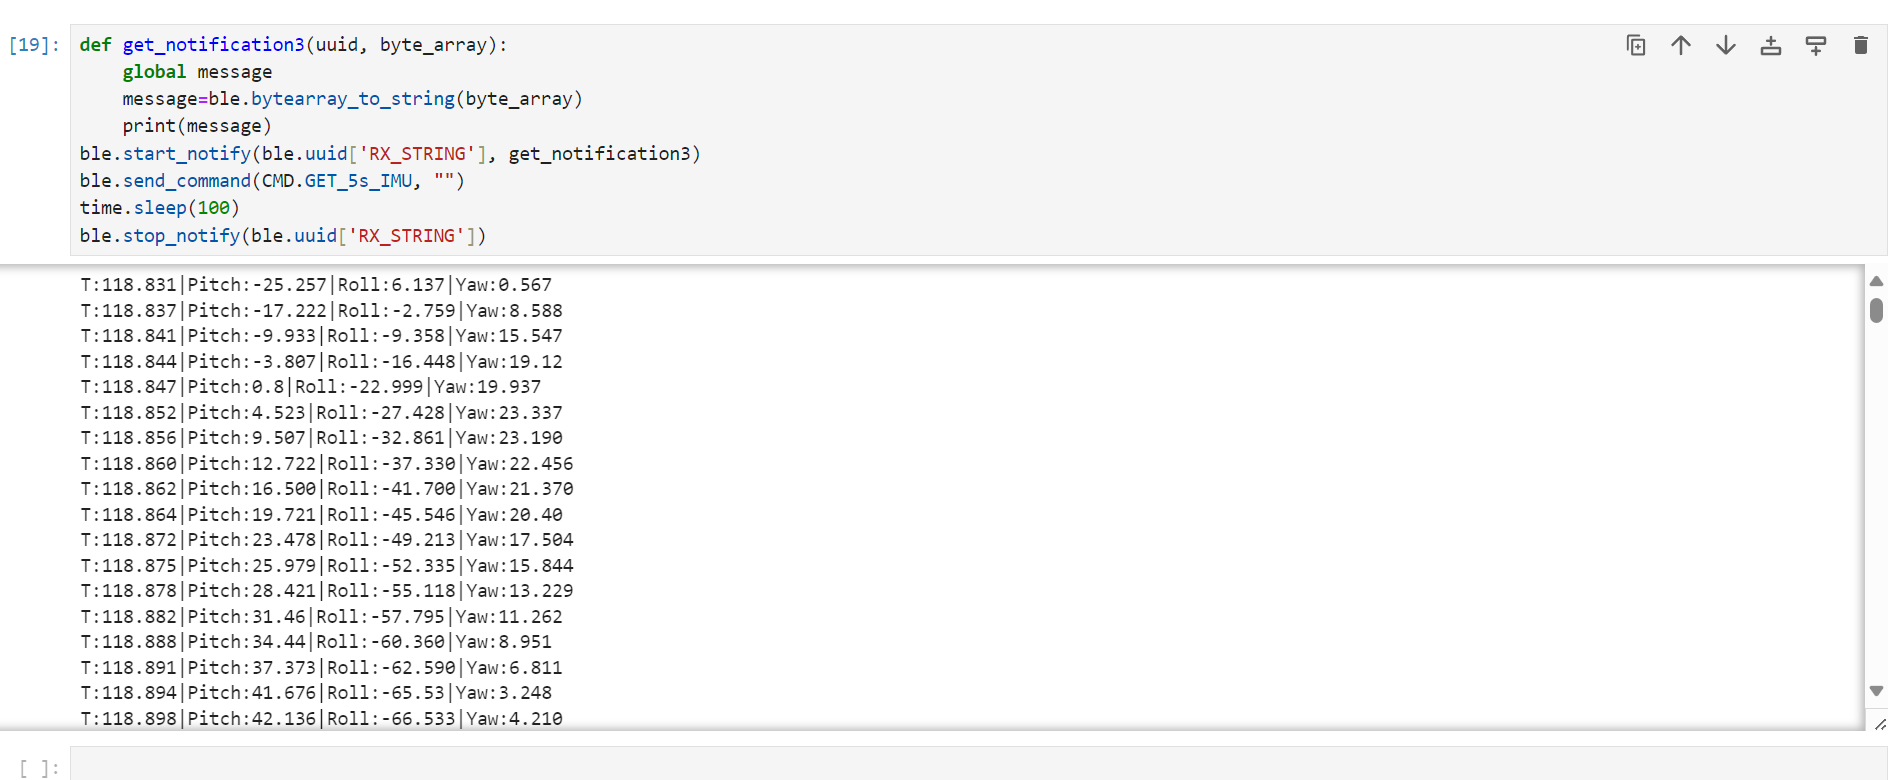 [19]: def get_notification3(uuid, byte_array):
    global message
    message=ble.bytearray_to_string(byte_array)
    print(message)
ble.start_notify(ble.uuid['RX_STRING'], get_notification3)
ble.send_command(CMD.GET_5s_IMU, "")
time.sleep(100)
ble.stop_notify(ble.uuid['RX_STRING'])
T:118.831|Pitch:-25.257|Roll:6.137|Yaw:0.567
T:118.837|Pitch:-17.222|Roll:-2.759|Yaw:8.588
T:118.841|Pitch:-9.933|Roll:-9.358|Yaw:15.547
T:118.844|Pitch:-3.807|Roll:-16.448|Yaw:19.12
T:118.847|Pitch:0.8|Roll:-22.999|Yaw:19.937
T:118.852|Pitch:4.523|Roll:-27.428|Yaw:23.337
T:118.856|Pitch:9.507|Roll:-32.861|Yaw:23.190
T:118.860|Pitch:12.722|Roll:-37.330|Yaw:22.456
T:118.862|Pitch:16.500|Roll:-41.700|Yaw:21.370
T:118.864|Pitch:19.721|Roll:-45.546|Yaw:20.40
T:118.872|Pitch:23.478|Roll:-49.213|Yaw:17.504
T:118.875|Pitch:25.979|Roll:-52.335|Yaw:15.844
T:118.878|Pitch:28.421|Roll:-55.118|Yaw:13.229
T:118.882|Pitch:31.46|Roll:-57.795|Yaw:11.262
T:118.888|Pitch:34.44|Roll:-60.360|Yaw:8.951
T:118.891|Pitch:37.373|Roll:-62.590|Yaw:6.811
T:118.894|Pitch:41.676|Roll:-65.53|Yaw:3.248
T:118.898|Pitch:42.136|Roll:-66.533|Yaw:4.210
[ ]: